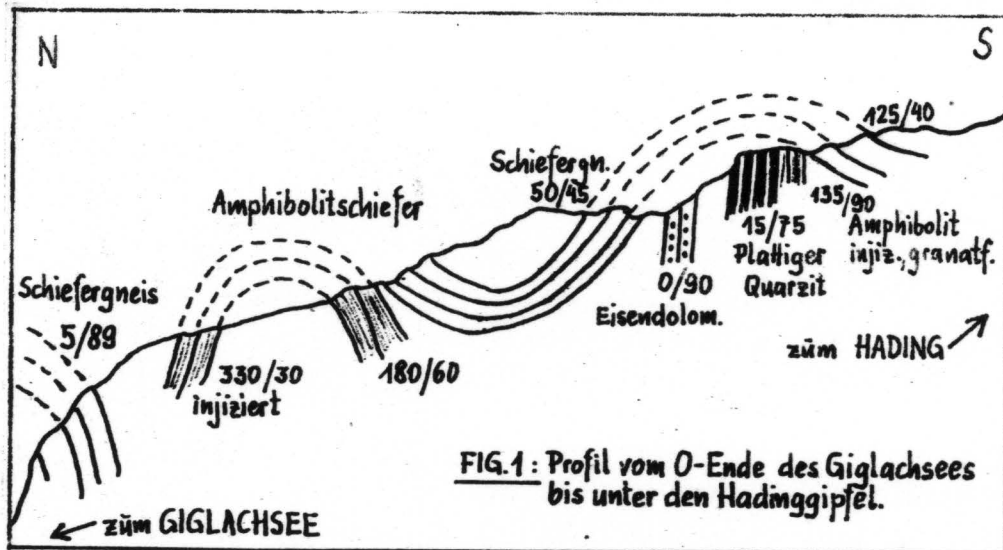 N
S
125/40
Schiefergn.
50/45
Amphibolitschiefer
135/90
15/75
Amphibolit
Plattiger
injiz., granatf.
Quarzit
Schiefergneis
5/89
0/90
Eisendolom.
zŭm HADING
330/30
injiziert
180/60
FIG.1: Profil vom O-Ende des Giglachsees
bis unter den Hadinggipfel.
zŭm GIGLACHSEE